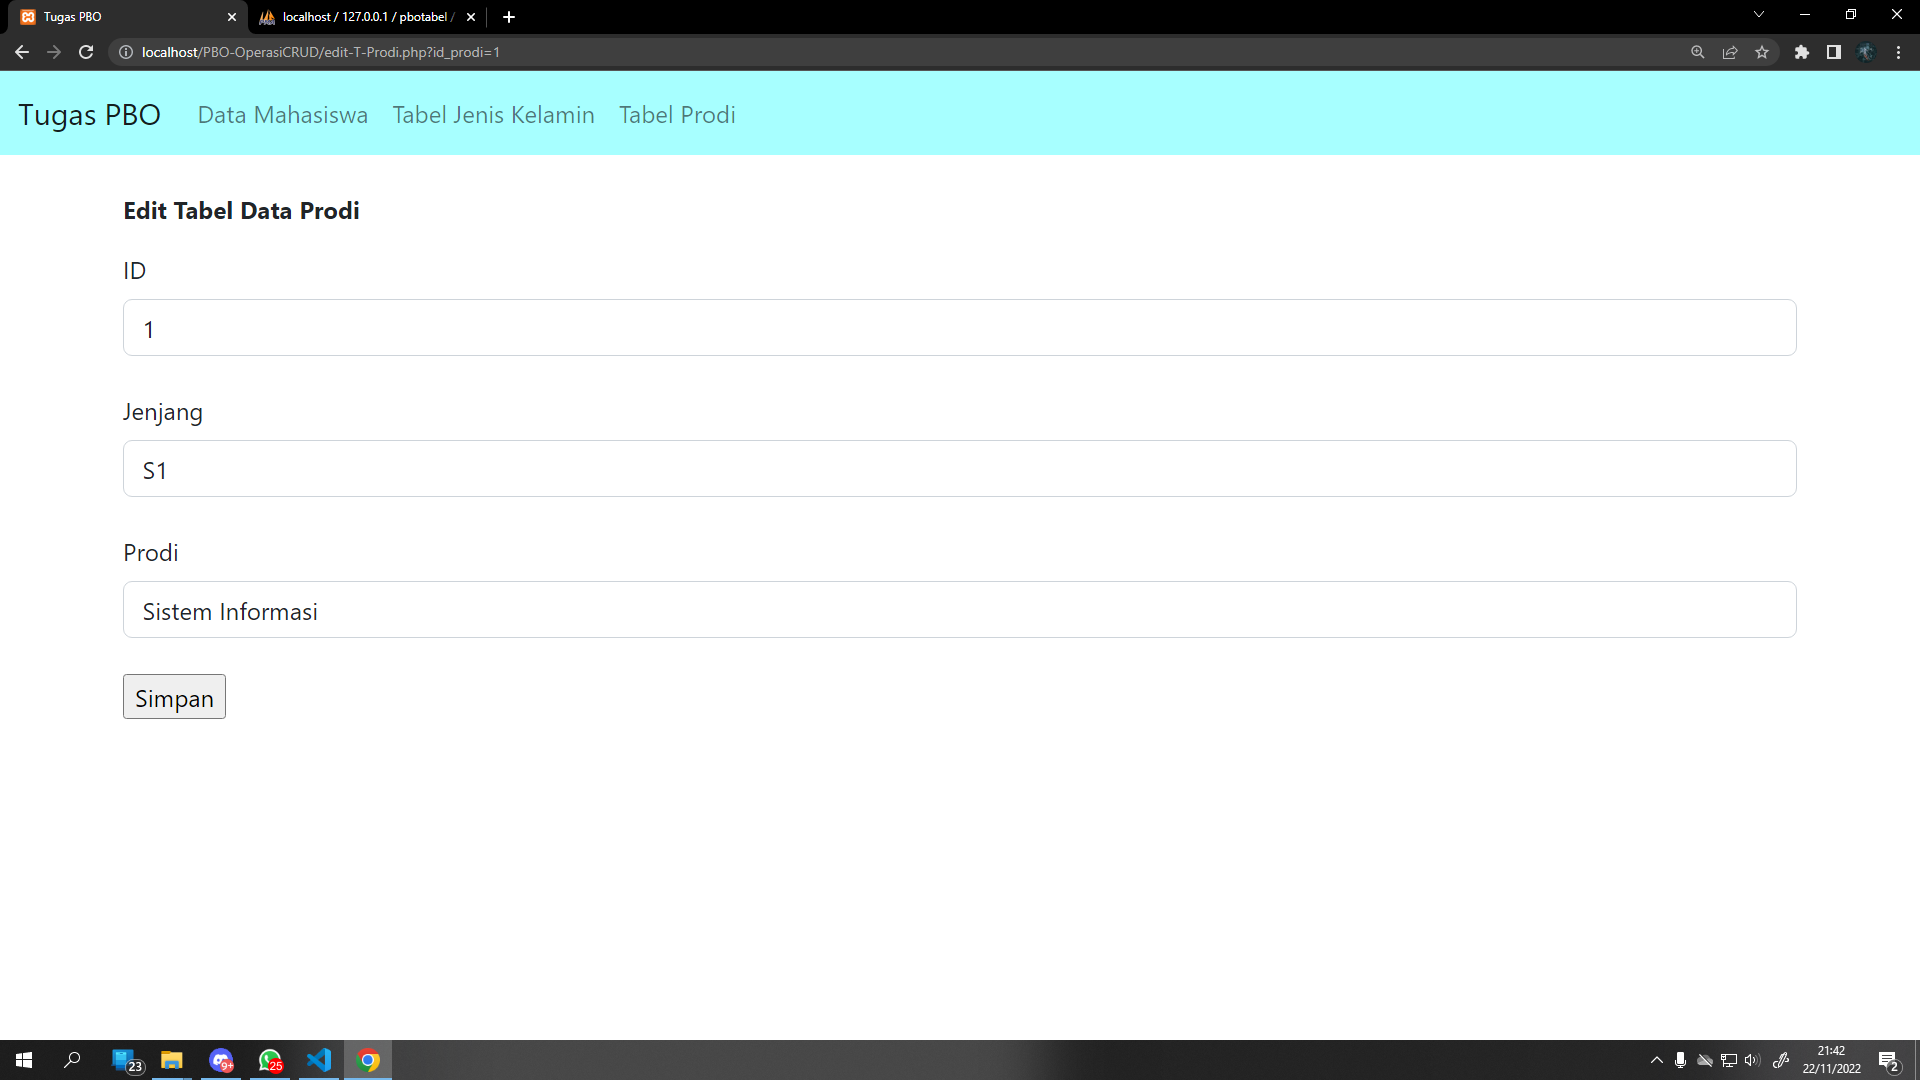 Tugas PBO
localhost / 127.0.0.1 / pbotabel /
localhost/PBO-OperasiCRUD/edit-T-Prodi.php?id_prodi=1
Tugas PBO Data Mahasiswa Tabel Jenis Kelamin Tabel Prodi
Edit Tabel Data Prodi
ID
1
Jenjang
S1
Prodi
Sistem Informasi
Simpan
23
9+
25
21:42
22/11/2022
2